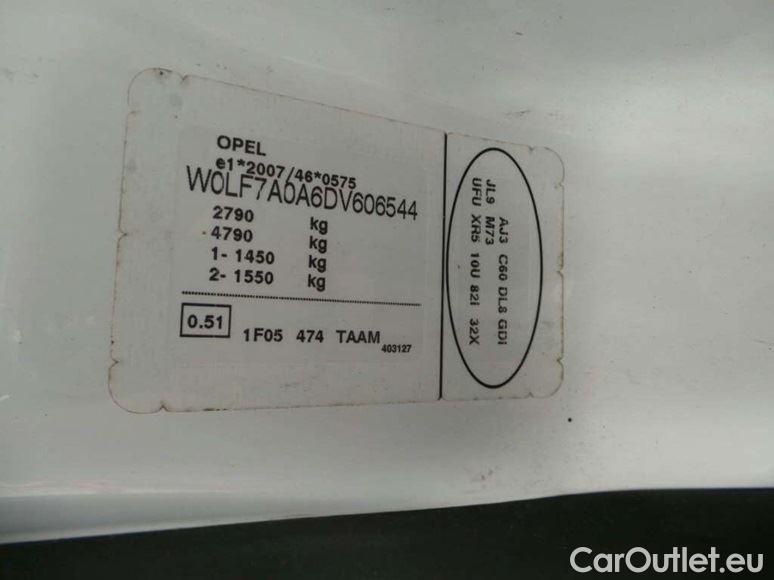 OPEL
e1*2007/46*0575
W0LF7A0A6DV606544
2790 kg
4790 kg
1- 1450 kg
2- 1550 kg
0.51 1F05 474 TAAM 403127
AJ3 C60 DL8 GDI
JL9 M73
UFU XR5 10U 82i 32X
CarOutlet.eu